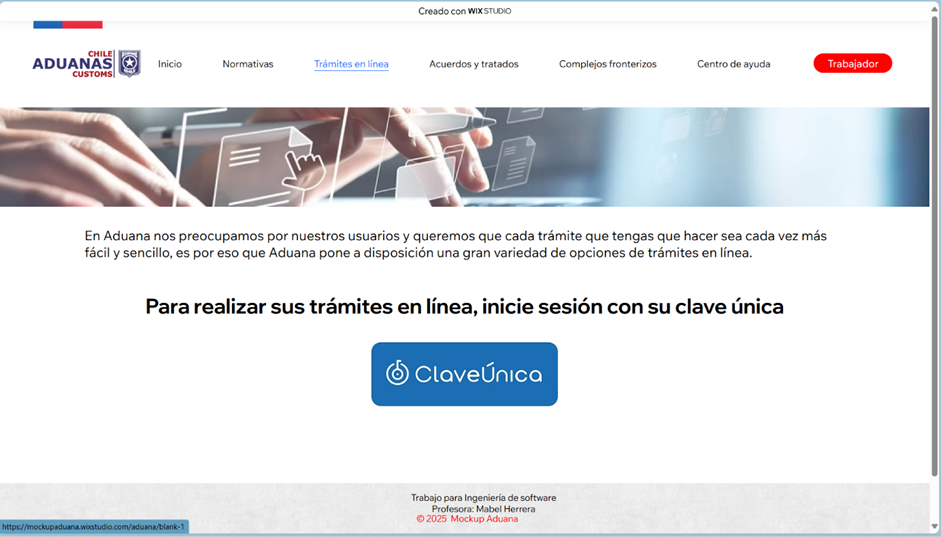 Creado con WIX STUDIO
CHILE
ADUANAS
CUSTOMS
Inicio
Normativas
Trámites en línea
Acuerdos y tratados
Complejos fronterizos
Centro de ayuda
Trabajador
En Aduana nos preocupamos por nuestros usuarios y queremos que cada trámite que tengas que hacer sea cada vez más
fácil y sencillo, es por eso que Aduana pone a disposición una gran variedad de opciones de trámites en línea.
Para realizar sus trámites en línea, inicie sesión con su clave única
ClaveÚnica
Trabajo para Ingeniería de software
Profesora: Mabel Herrera
© 2025 Mockup Aduana
https://mockupaduana.wixstudio.com/aduana/blank-1